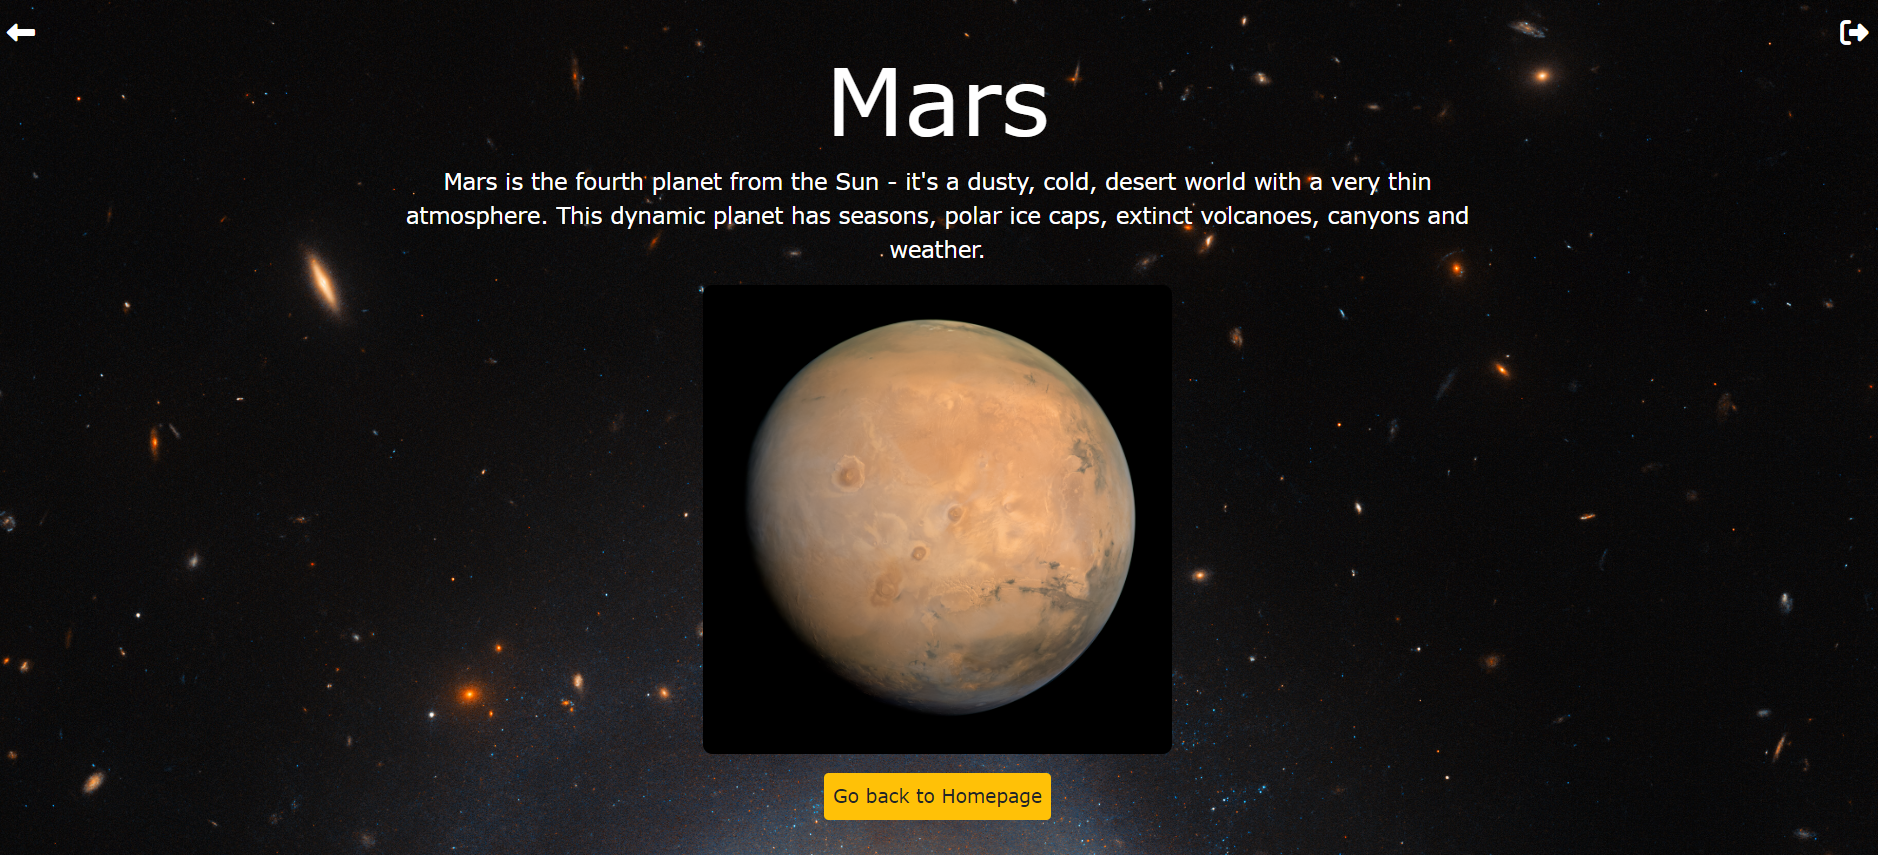 Mars
Mars is the fourth planet from the Sun - it's a dusty, cold, desert world with a very thin
atmosphere. This dynamic planet has seasons, polar ice caps, extinct volcanoes, canyons and
weather.
Go back to Homepage